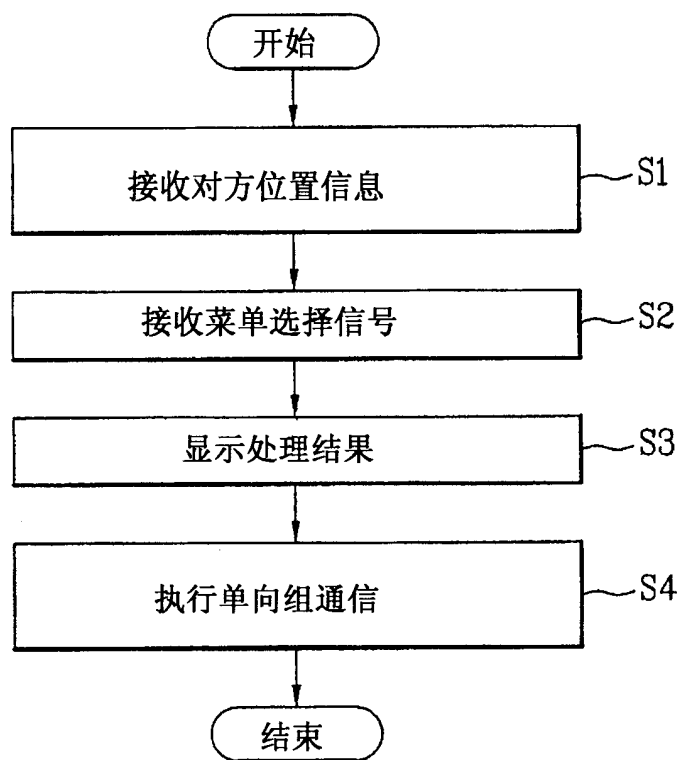 开始
接收对方位置信息
S1
接收菜单选择信号
S2
显示处理结果
S3
执行单向组通信
S4
结束